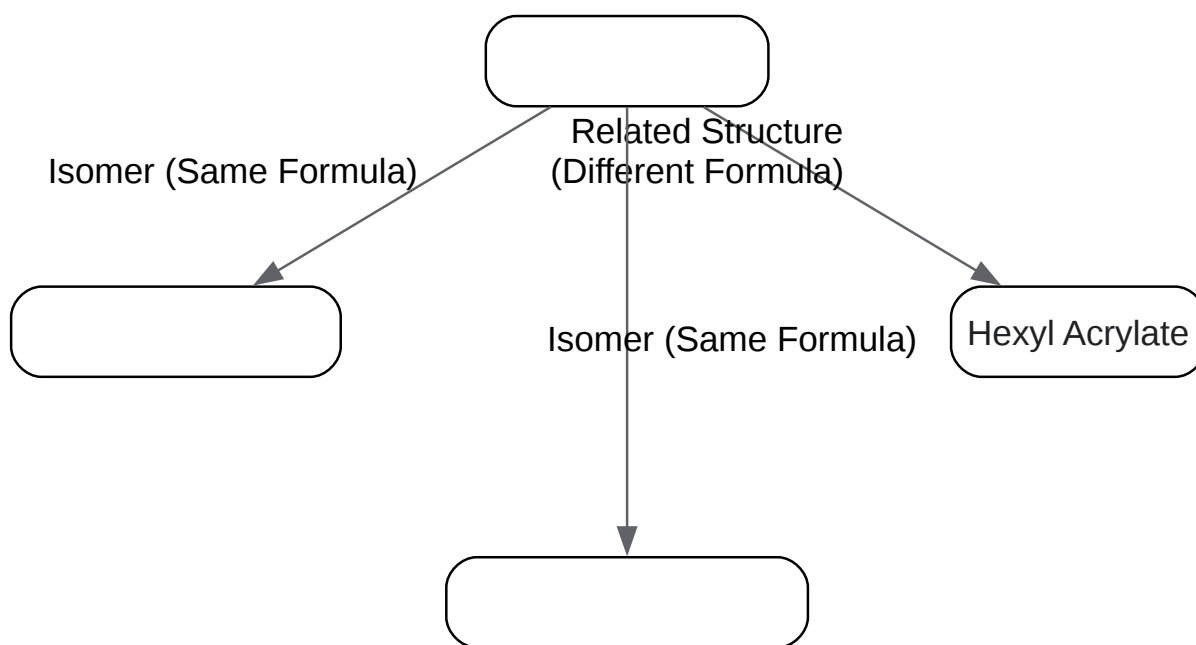 Related Structure
(Different Formula)
Isomer (Same Formula)
Hexyl Acrylate
Isomer (Same Formula)